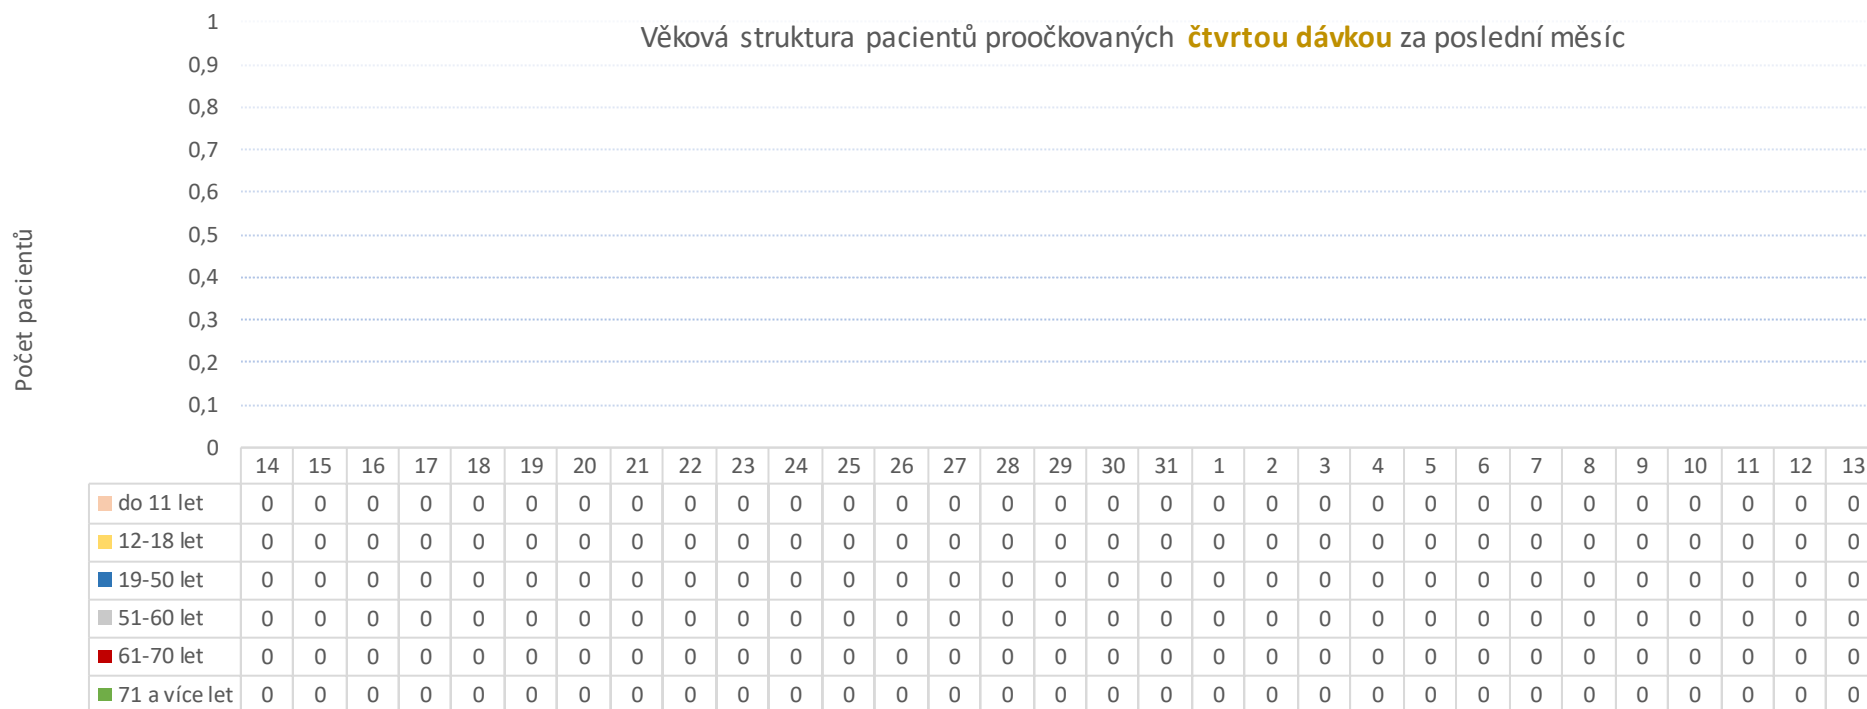 Věková struktura pacientů proočkovaných čtvrtou dávkou za poslední měsíc
Počet pacientů
1
0,9
0,8
0,7
0,6
0,5
0,4
0,3
0,2
0,1
0
14 15 16 17 18 19 20 21 22 23 24 25 26 27 28 29 30 31 1 2 3 4 5 6 7 8 9 10 11 12 13
do 11 let 0 0 0 0 0 0 0 0 0 0 0 0 0 0 0 0 0 0 0 0 0 0 0 0 0 0 0 0 0 0 0
12-18 let 0 0 0 0 0 0 0 0 0 0 0 0 0 0 0 0 0 0 0 0 0 0 0 0 0 0 0 0 0 0 0
19-50 let 0 0 0 0 0 0 0 0 0 0 0 0 0 0 0 0 0 0 0 0 0 0 0 0 0 0 0 0 0 0 0
51-60 let 0 0 0 0 0 0 0 0 0 0 0 0 0 0 0 0 0 0 0 0 0 0 0 0 0 0 0 0 0 0 0
61-70 let 0 0 0 0 0 0 0 0 0 0 0 0 0 0 0 0 0 0 0 0 0 0 0 0 0 0 0 0 0 0 0
71 a více let 0 0 0 0 0 0 0 0 0 0 0 0 0 0 0 0 0 0 0 0 0 0 0 0 0 0 0 0 0 0 0